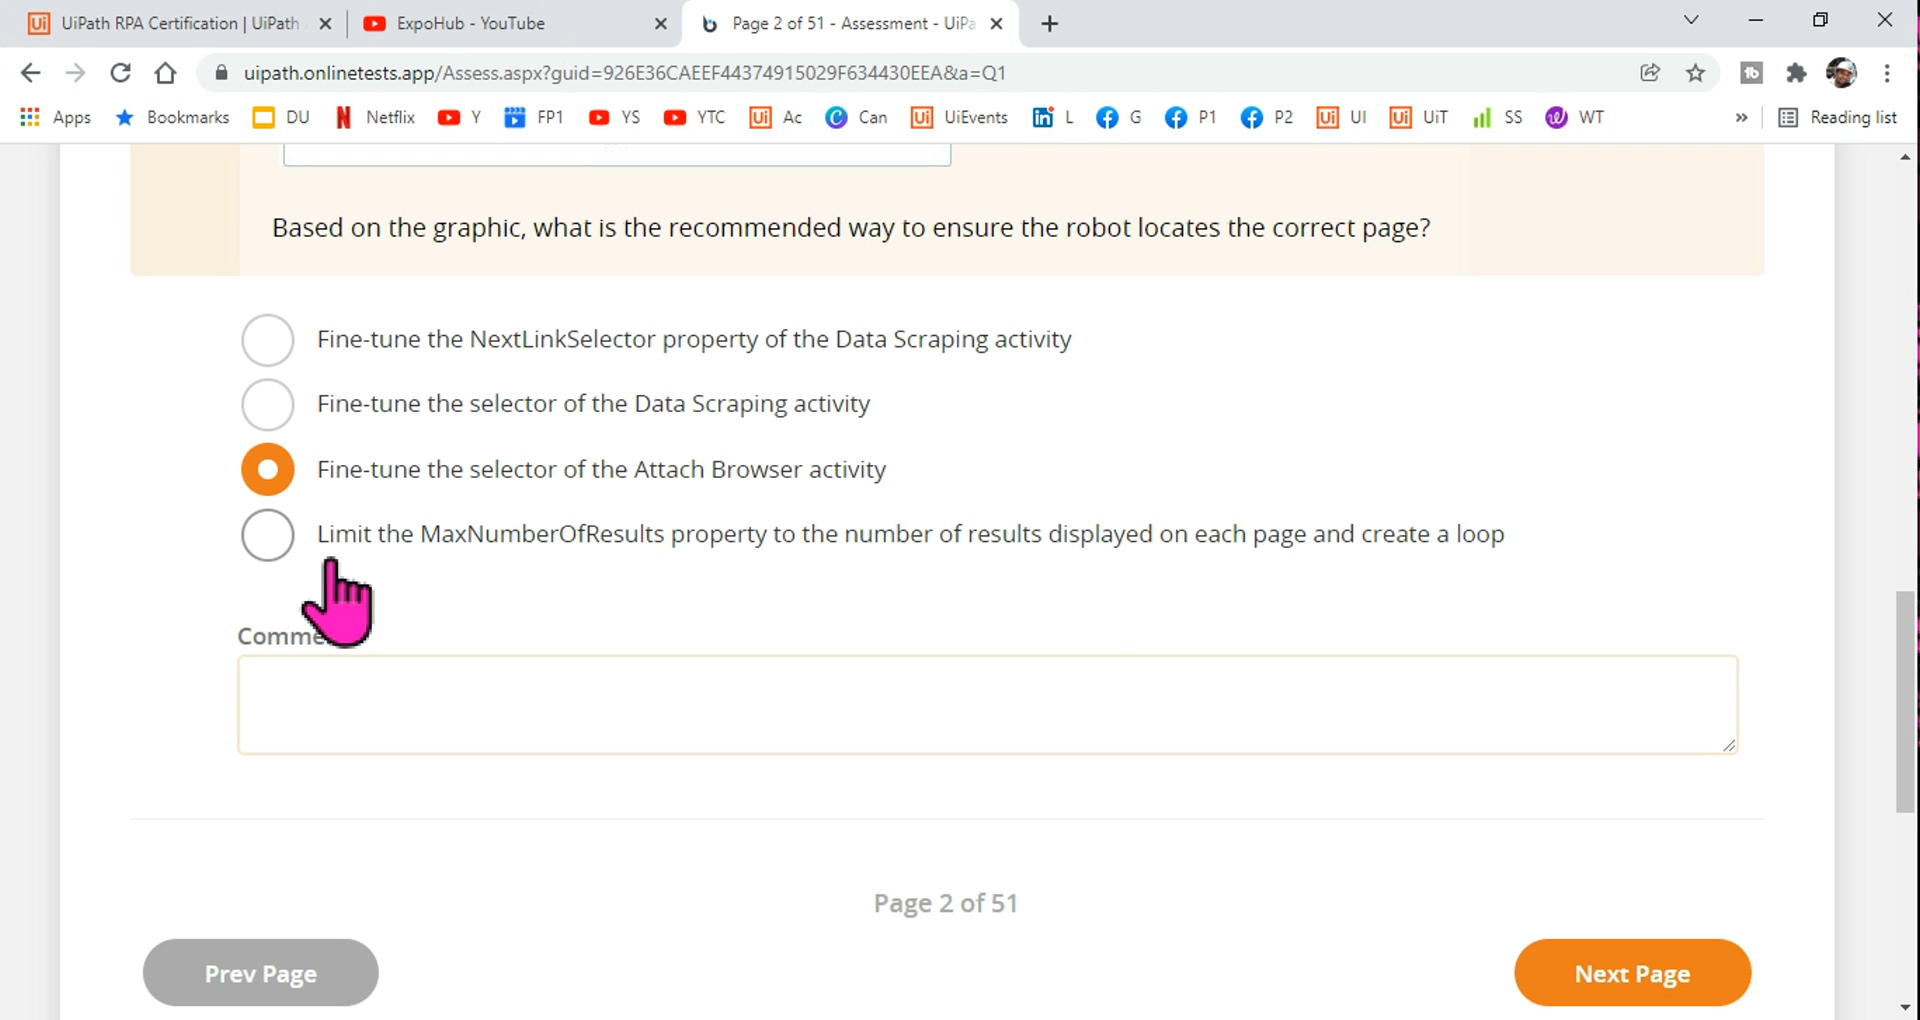 UiPath RPA Certification | UiPath
ExpoHub - YouTube
Page 2 of 51 - Assessment - UiPa
uipath.onlinetests.app/Assess.aspx?guid=926E36CAEEF44374915029F634430EEA&a=Q1
Apps Bookmarks DU Netflix Y FP1 YS YTC Ac Can UiEvents L G P1 P2 UI UiT SS WT » Reading list
Based on the graphic, what is the recommended way to ensure the robot locates the correct page?
Fine-tune the NextLinkSelector property of the Data Scraping activity
Fine-tune the selector of the Data Scraping activity
Fine-tune the selector of the Attach Browser activity
Limit the MaxNumberOfResults property to the number of results displayed on each page and create a loop
Comme
Page 2 of 51
Prev Page
Next Page